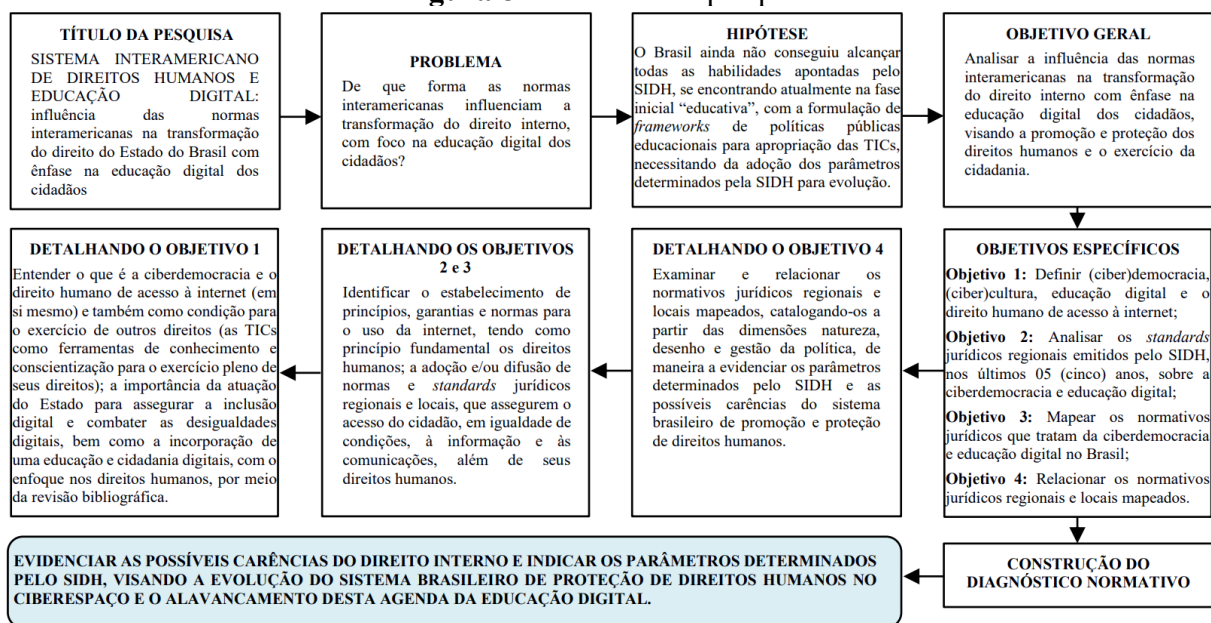 TÍTULO DA PESQUISA
SISTEMA INTERAMERICANO
DE DIREITOS HUMANOS E
EDUCAÇÃO DIGITAL:
influência das normas
interamericanas na transformação
do direito do Estado do Brasil com
ênfase na educação digital dos
cidadãos
PROBLEMA
De que forma as normas
interamericanas influenciam a
transformação do direito interno,
com foco na educação digital dos
cidadãos?
HIPÓTESE
O Brasil ainda não conseguiu alcançar
todas as habilidades apontadas pelo
SIDH, se encontrando atualmente na fase
inicial “educativa”, com a formulação de
frameworks de políticas públicas
educacionais para apropriação das TICs,
necessitando da adoção dos parâmetros
determinados pela SIDH para evolução.
OBJETIVO GERAL
Analisar a influência das normas
interamericanas na transformação
do direito interno com ênfase na
educação digital dos cidadãos,
visando a promoção e proteção dos
direitos humanos e o exercício da
cidadania.
DETALHANDO O OBJETIVO 1
Entender o que é a ciberdemocracia e o
direito humano de acesso à internet (em
si mesmo) e também como condição para
o exercício de outros direitos (as TICs
como ferramentas de conhecimento e
conscientização para o exercício pleno de
seus direitos); a importância da atuação
do Estado para assegurar a inclusão
digital e combater as desigualdades
digitais, bem como a incorporação de
uma educação e cidadania digitais, com o
enfoque nos direitos humanos, por meio
da revisão bibliográfica.
DETALHANDO OS OBJETIVOS
2 e 3
Identificar o estabelecimento de
princípios, garantias e normas para
o uso da internet, tendo como
princípio fundamental os direitos
humanos; a adoção e/ou difusão de
normas e standards jurídicos
regionais e locais, que assegurem o
acesso do cidadão, em igualdade de
condições, à informação e às
comunicações, além de seus
direitos humanos.
DETALHANDO O OBJETIVO 4
Examinar e relacionar os
normativos jurídicos regionais e
locais mapeados, catalogando-os a
partir das dimensões natureza,
desenho e gestão da política, de
maneira a evidenciar os parâmetros
determinados pelo SIDH e as
possíveis carências do sistema
brasileiro de promoção e proteção
de direitos humanos.
OBJETIVOS ESPECÍFICOS
Objetivo 1: Definir (ciber)democracia,
(ciber)cultura, educação digital e o
direito humano de acesso à internet;
Objetivo 2: Analisar os standards
jurídicos regionais emitidos pelo SIDH,
nos últimos 05 (cinco) anos, sobre a
ciberdemocracia e educação digital;
Objetivo 3: Mapear os normativos
jurídicos que tratam da ciberdemocracia
e educação digital no Brasil;
Objetivo 4: Relacionar os normativos
jurídicos regionais e locais mapeados.
EVIDENCIAR AS POSSÍVEIS CARÊNCIAS DO DIREITO INTERNO E INDICAR OS PARÂMETROS DETERMINADOS
PELO SIDH, VISANDO A EVOLUÇÃO DO SISTEMA BRASILEIRO DE PROTEÇÃO DE DIREITOS HUMANOS NO
CIBERESPAÇO E O ALAVANCAMENTO DESTA AGENDA DA EDUCAÇÃO DIGITAL.
CONSTRUÇÃO DO
DIAGNÓSTICO NORMATIVO